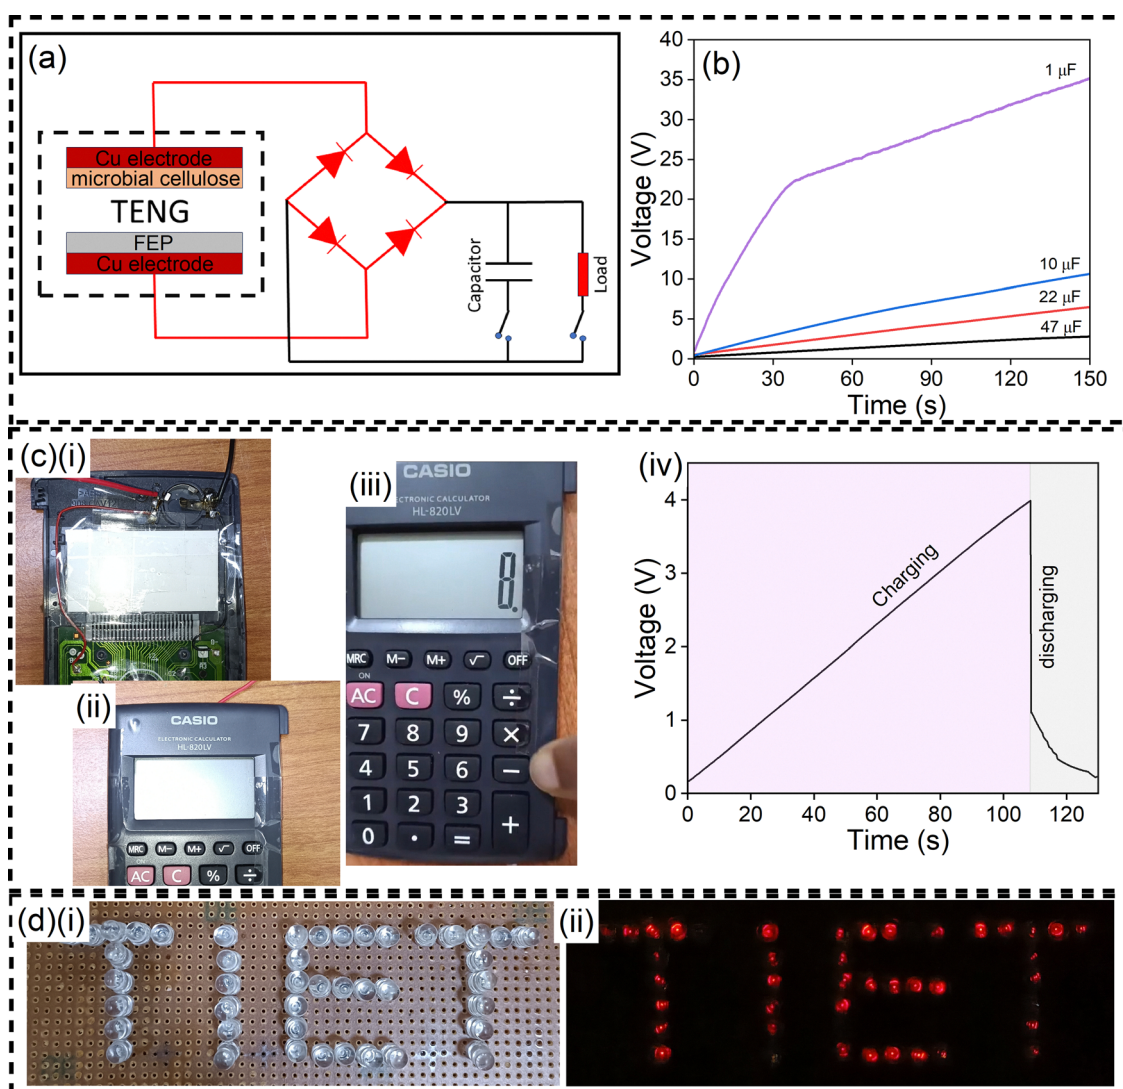 (a)
Cu electrode
microbial cellulose
TENG
FEP
Cu electrode
Capacitor
Load
(b)
Voltage (V)
40
35
30
25
20
15
10
5
0
1 μF
10 μF
22 μF
47 μF
0 30 60 90 120 150
Time (s)
(c)(i)
(ii)
CASIO
ELECTRONIC CALCULATOR
HL-820LV
MRC M− M+ √ OFF
ON
AC C % ÷
(iii)
CASIO
ECTRONIC CALCULATOR
HL-820LV
8.
MRC M− M+ √ OFF
ON
AC C % ÷
7 8 9 ×
4 5 6 −
1 2 3 +
0 · =
(iv)
Voltage (V)
4
3
2
1
0
Charging
discharging
0 20 40 60 80 100 120
Time (s)
(d)(i)
TIET
(ii)
TIET